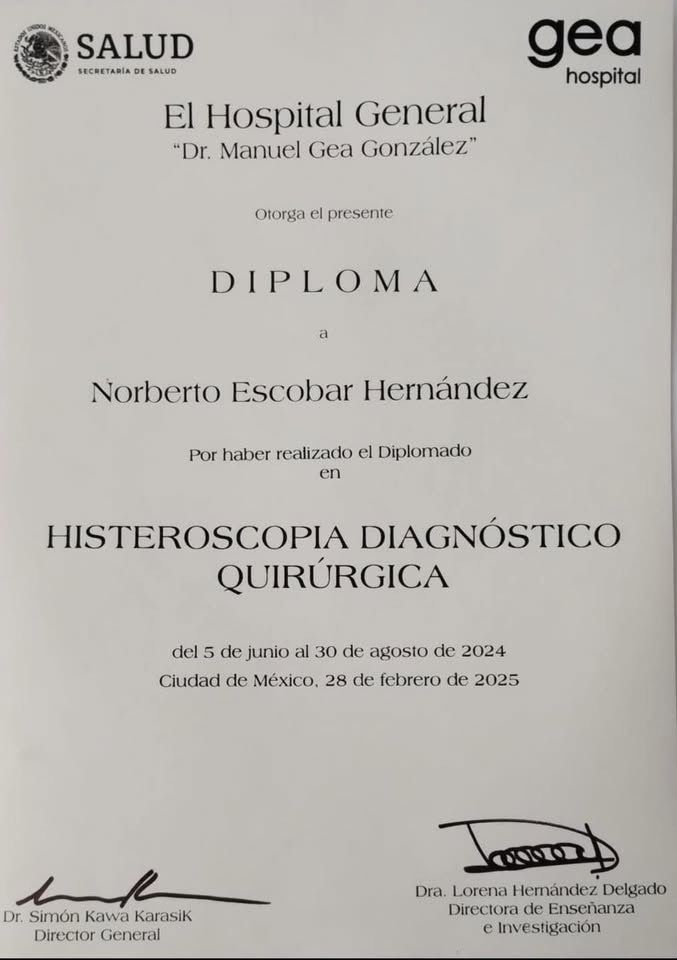 ESTADOS UNIDOS MEXICANOS
SALUD
SECRETARÍA DE SALUD
gea
hospital
El Hospital General
“Dr. Manuel Gea González”
Otorga el presente
DIPLOMA
a
Norberto Escobar Hernández
Por haber realizado el Diplomado
en
HISTEROSCOPIA DIAGNÓSTICO
QUIRÚRGICA
del 5 de junio al 30 de agosto de 2024
Ciudad de México, 28 de febrero de 2025
Dr. Simón Kawa KarasiK
Director General
Dra. Lorena Hernández Delgado
Directora de Enseñanza
e Investigación